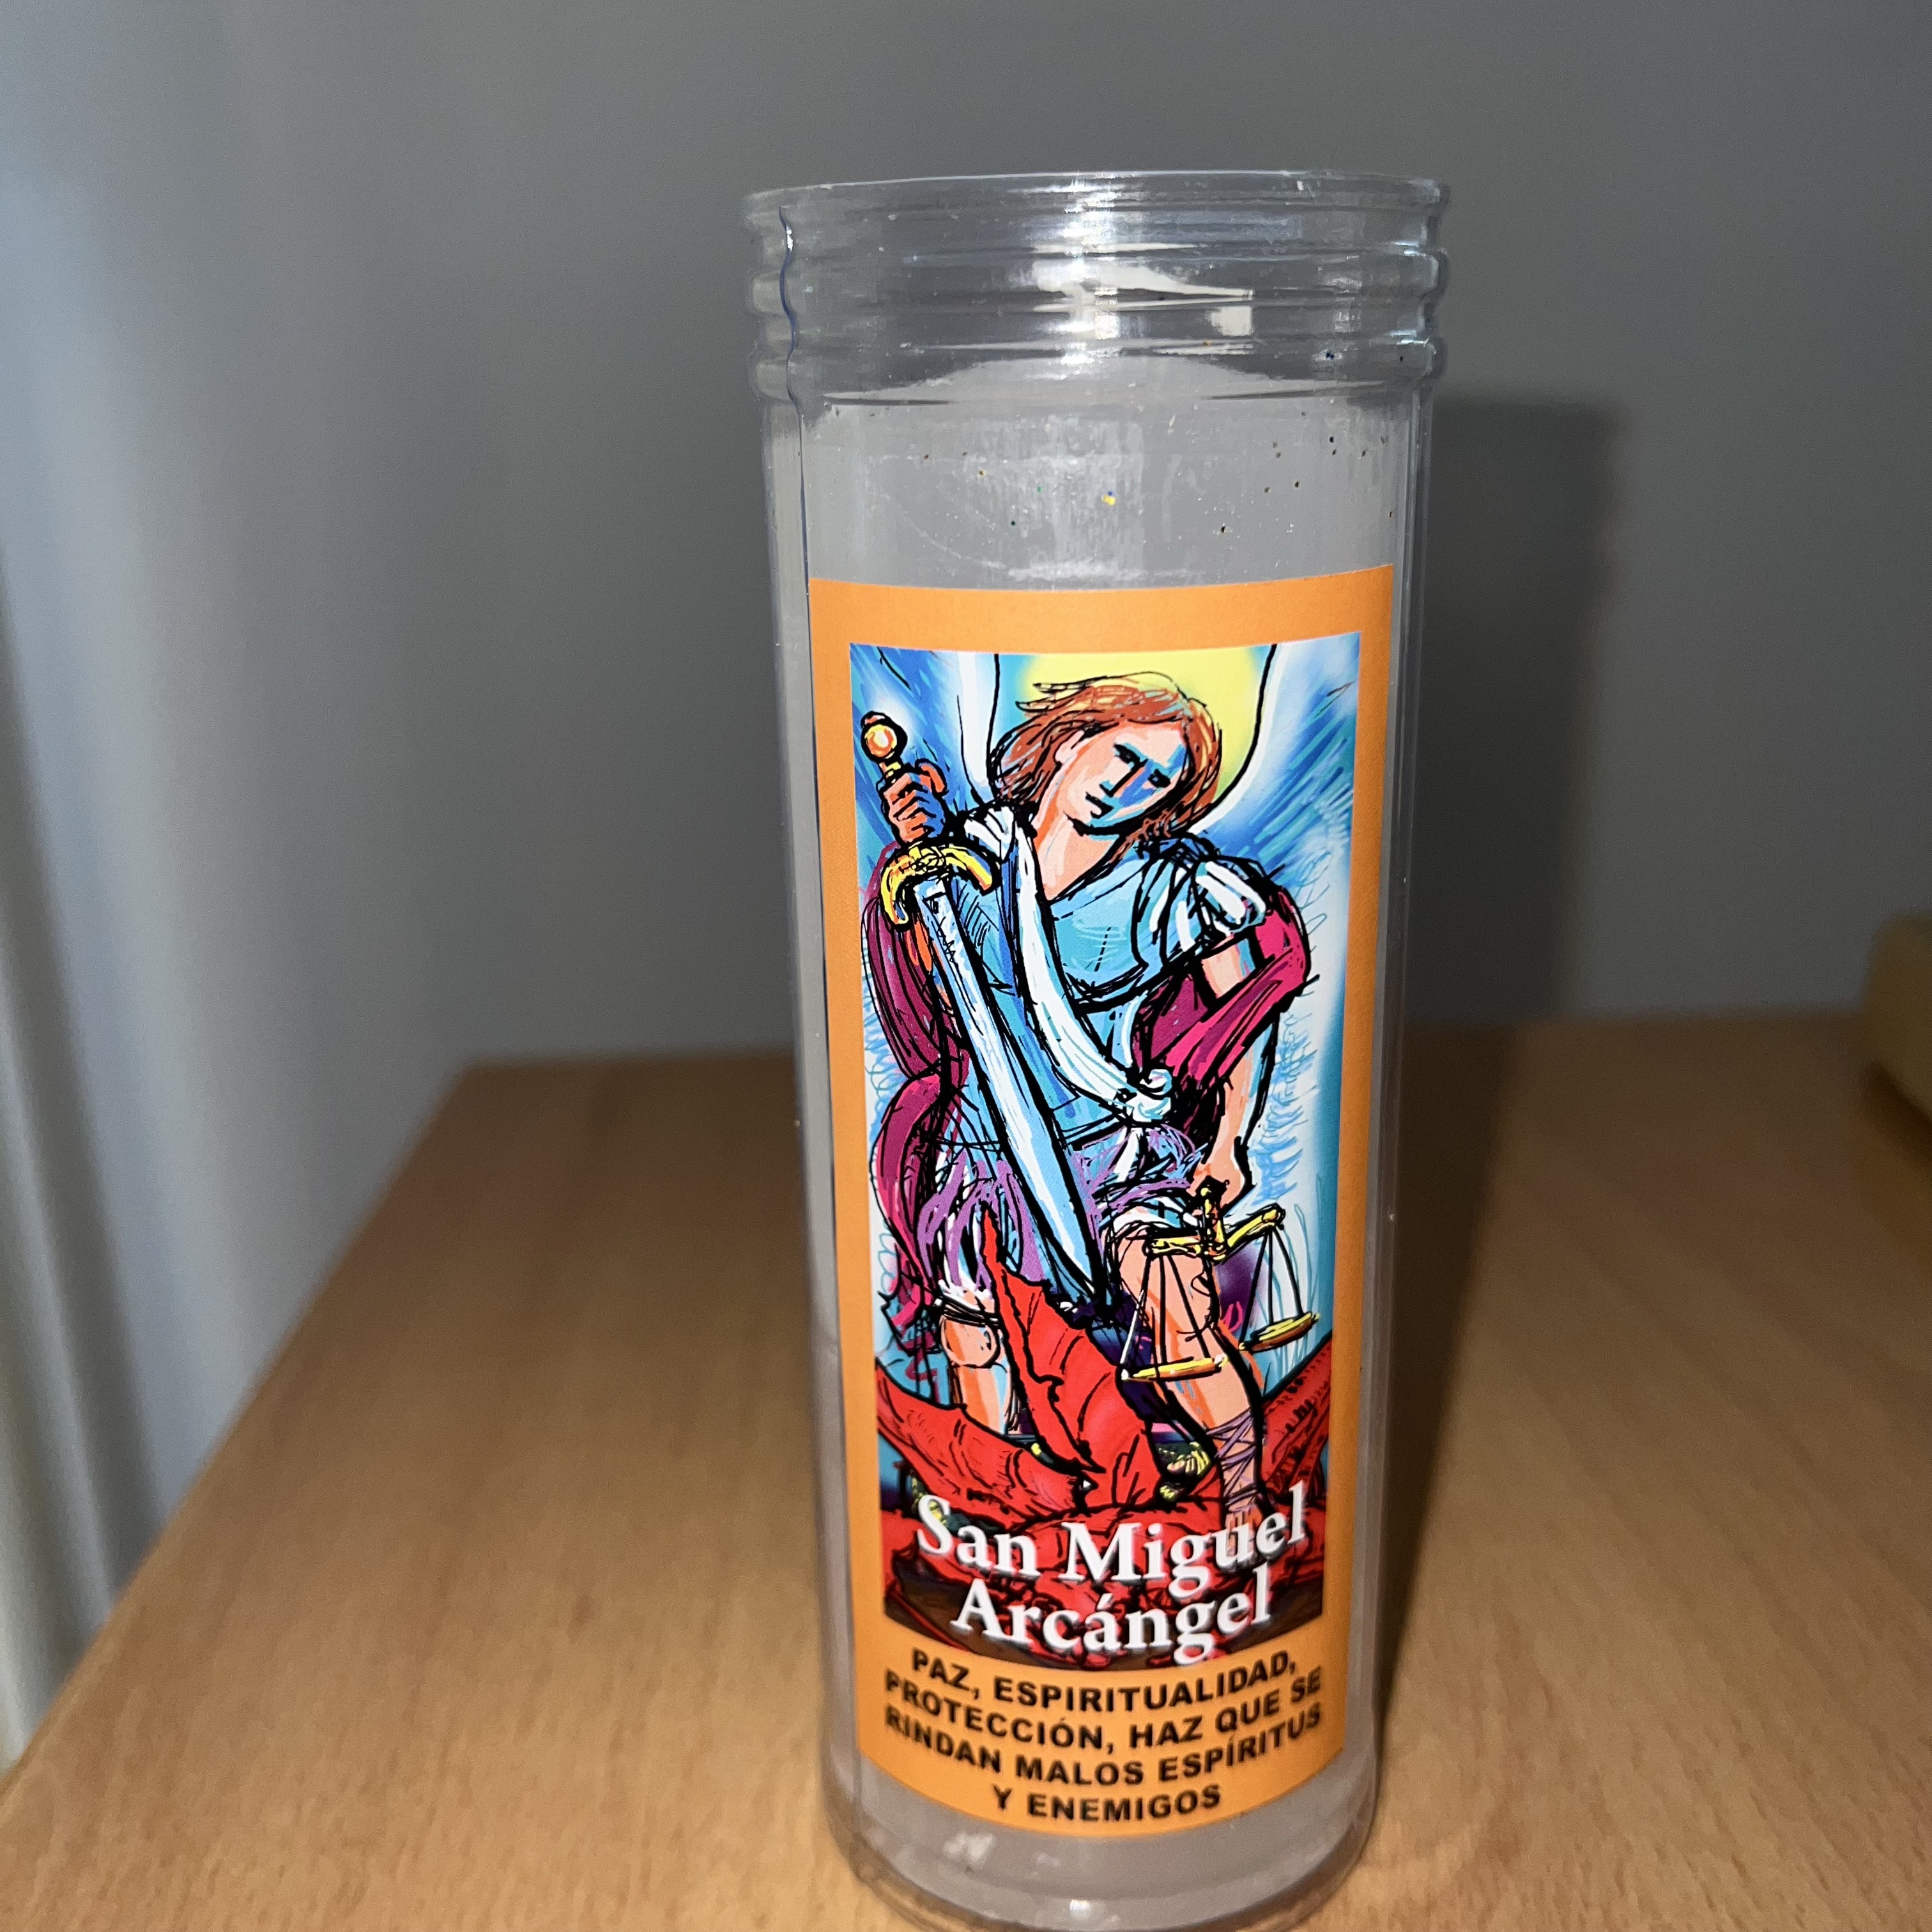 San Miguel
Arcángel
PAZ, ESPIRITUALIDAD,
PROTECCIÓN, HAZ QUE SE
RINDAN MALOS ESPÍRITUS
Y ENEMIGOS